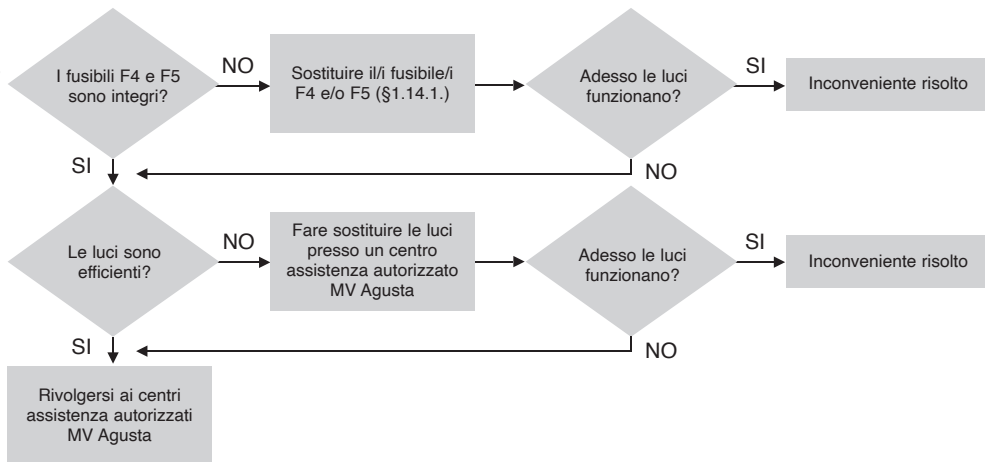 I fusibili F4 e F5
sono integri?
NO
Sostituire il/i fusibile/i
F4 e/o F5 (§1.14.1.)
Adesso le luci
funzionano?
SI
Inconveniente risolto
SI
NO
Le luci sono
efficienti?
NO
Fare sostituire le luci
presso un centro
assistenza autorizzato
MV Agusta
Adesso le luci
funzionano?
SI
Inconveniente risolto
SI
NO
Rivolgersi ai centri
assistenza autorizzati
MV Agusta